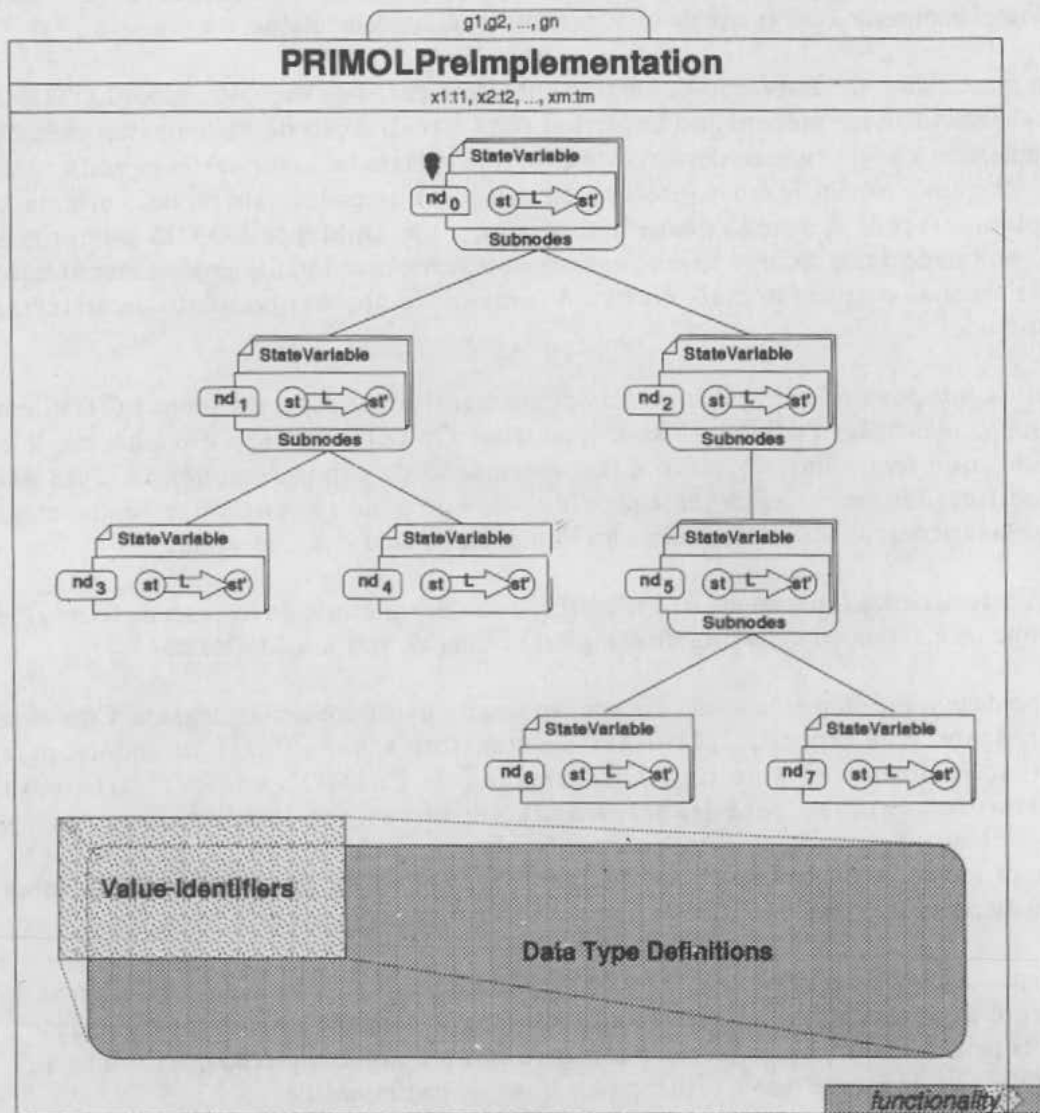 g1,g2, ..., gn
PRIMOLPreImplementation
x1:t1, x2:t2, ..., xm:tm
StateVariable
nd0 st L st'
Subnodes
StateVariable
nd1 st L st'
Subnodes
StateVariable
nd2 st L st'
Subnodes
StateVariable
nd3 st L st'
StateVariable
nd4 st L st'
StateVariable
nd5 st L st'
Subnodes
StateVariable
nd6 st L st'
StateVariable
nd7 st L st'
Value-identifiers
Data Type Definitions
functionality